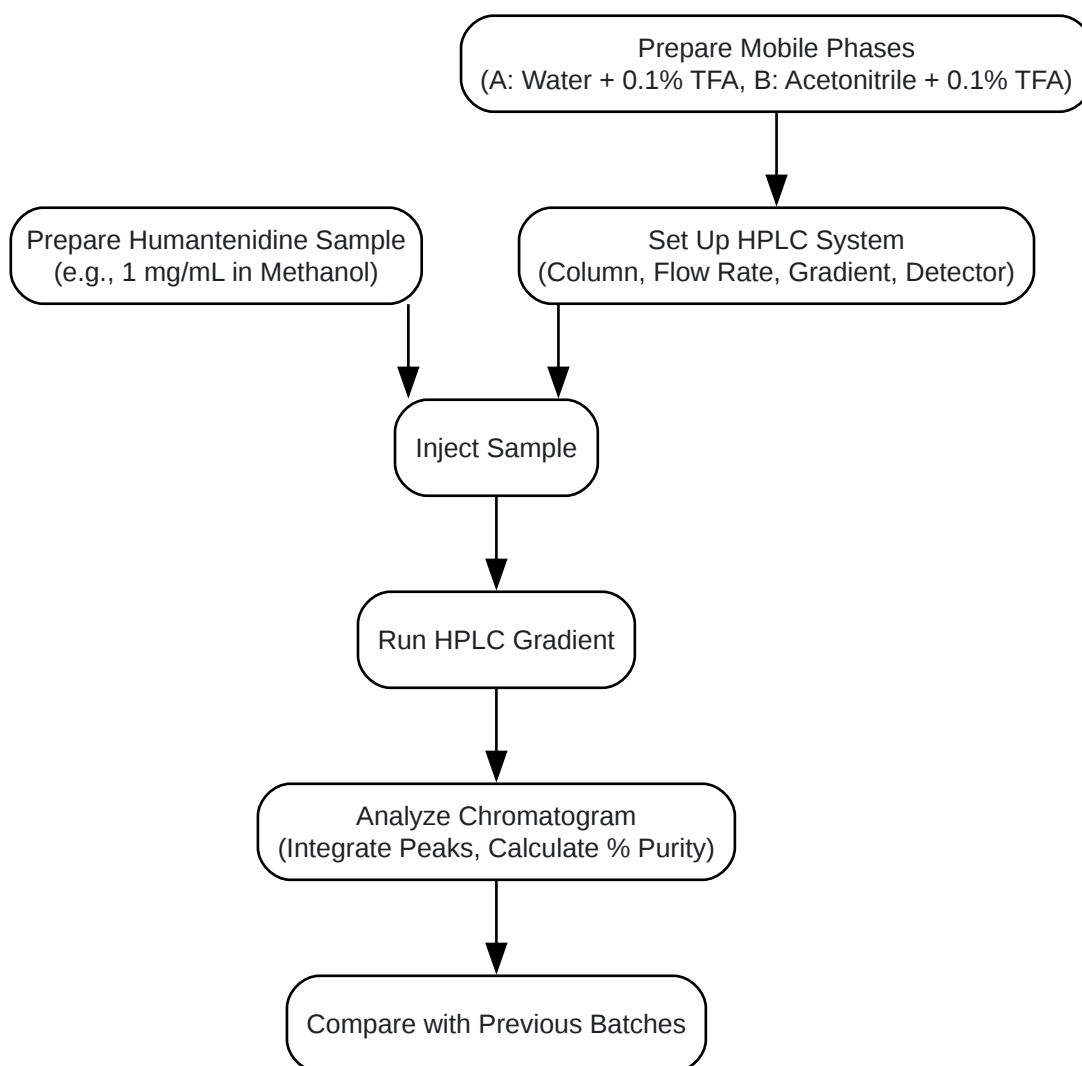 Prepare Mobile Phases
(A: Water + 0.1% TFA, B: Acetonitrile + 0.1% TFA)
Prepare Humantenidine Sample
(e.g., 1 mg/mL in Methanol)
Set Up HPLC System
(Column, Flow Rate, Gradient, Detector)
Inject Sample
Run HPLC Gradient
Analyze Chromatogram
(Integrate Peaks, Calculate % Purity)
Compare with Previous Batches